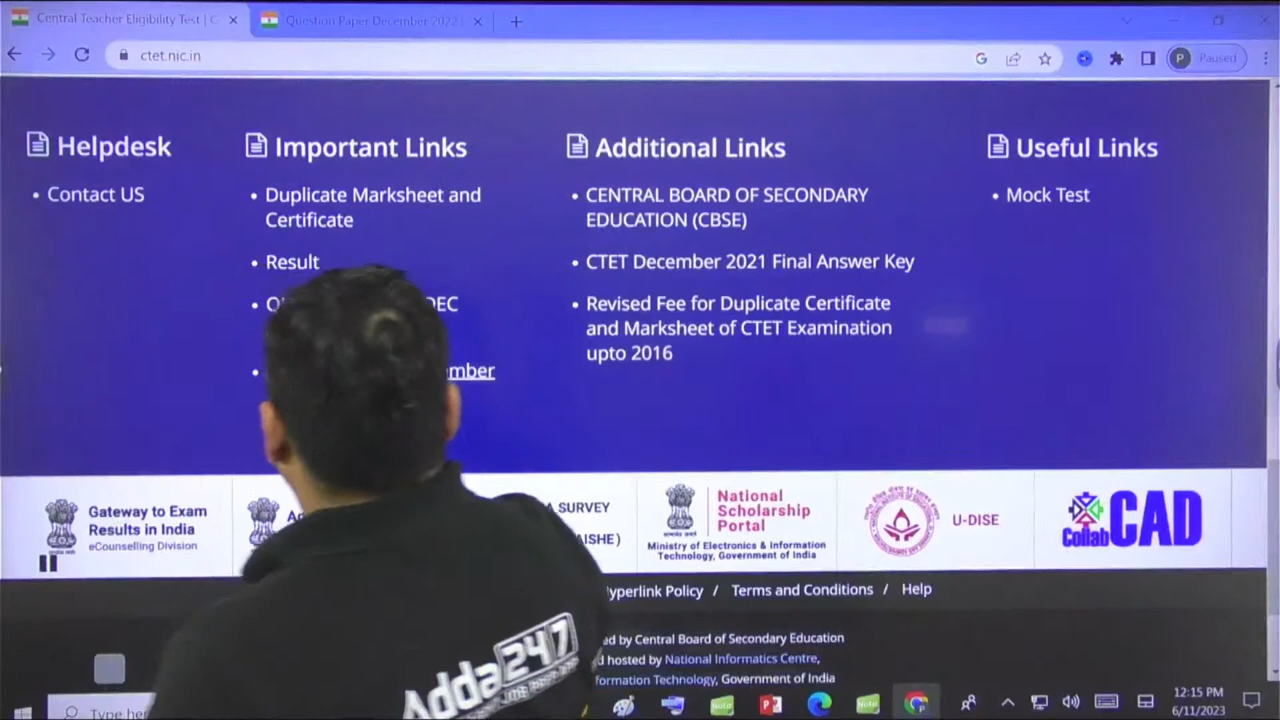 Central Teacher Eligibility Test | C
Question Paper December 2022 |
ctet.nic.in
P Paused
Helpdesk
• Contact US
Important Links
• Duplicate Marksheet and
Certificate
• Result
DEC
mber
Additional Links
• CENTRAL BOARD OF SECONDARY
EDUCATION (CBSE)
• CTET December 2021 Final Answer Key
• Revised Fee for Duplicate Certificate
and Marksheet of CTET Examination
upto 2016
Useful Links
• Mock Test
Gateway to Exam
Results in India
eCounselling Division
SURVEY
AISHE)
National
Scholarship
Portal
Ministry of Electronics & Information
Technology, Government of India
U-DISE
Collab CAD
yperlink Policy / Terms and Conditions / Help
ed by Central Board of Secondary Education
d hosted by National Informatics Centre,
formation Technology, Government of India
Adda247
Type her
12:15 PM
6/11/2023